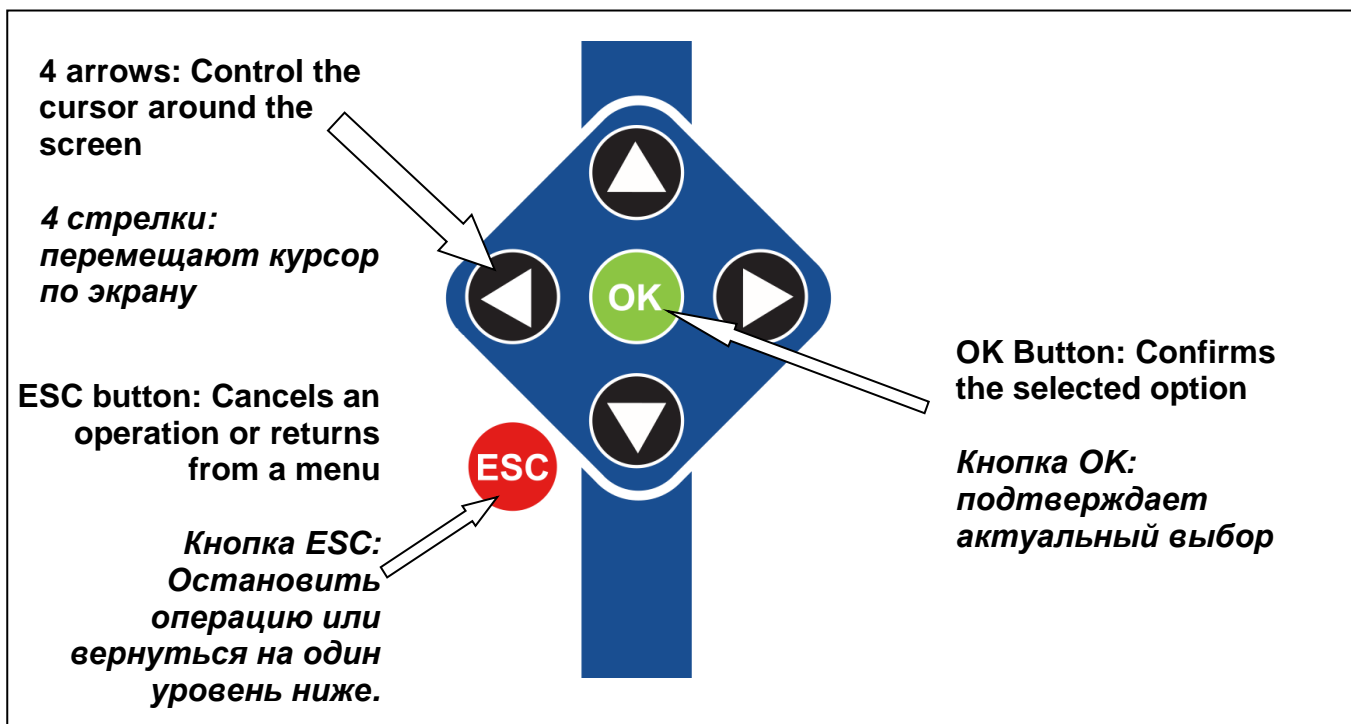 4 arrows: Control the
cursor around the
screen
4 стрелки:
перемещают курсор
по экрану
OK
OK Button: Confirms
the selected option
Кнопка OK:
подтверждает
актуальный выбор
ESC button: Cancels an
operation or returns
from a menu
ESC
Кнопка ESC:
Остановить
операцию или
вернуться на один
уровень ниже.